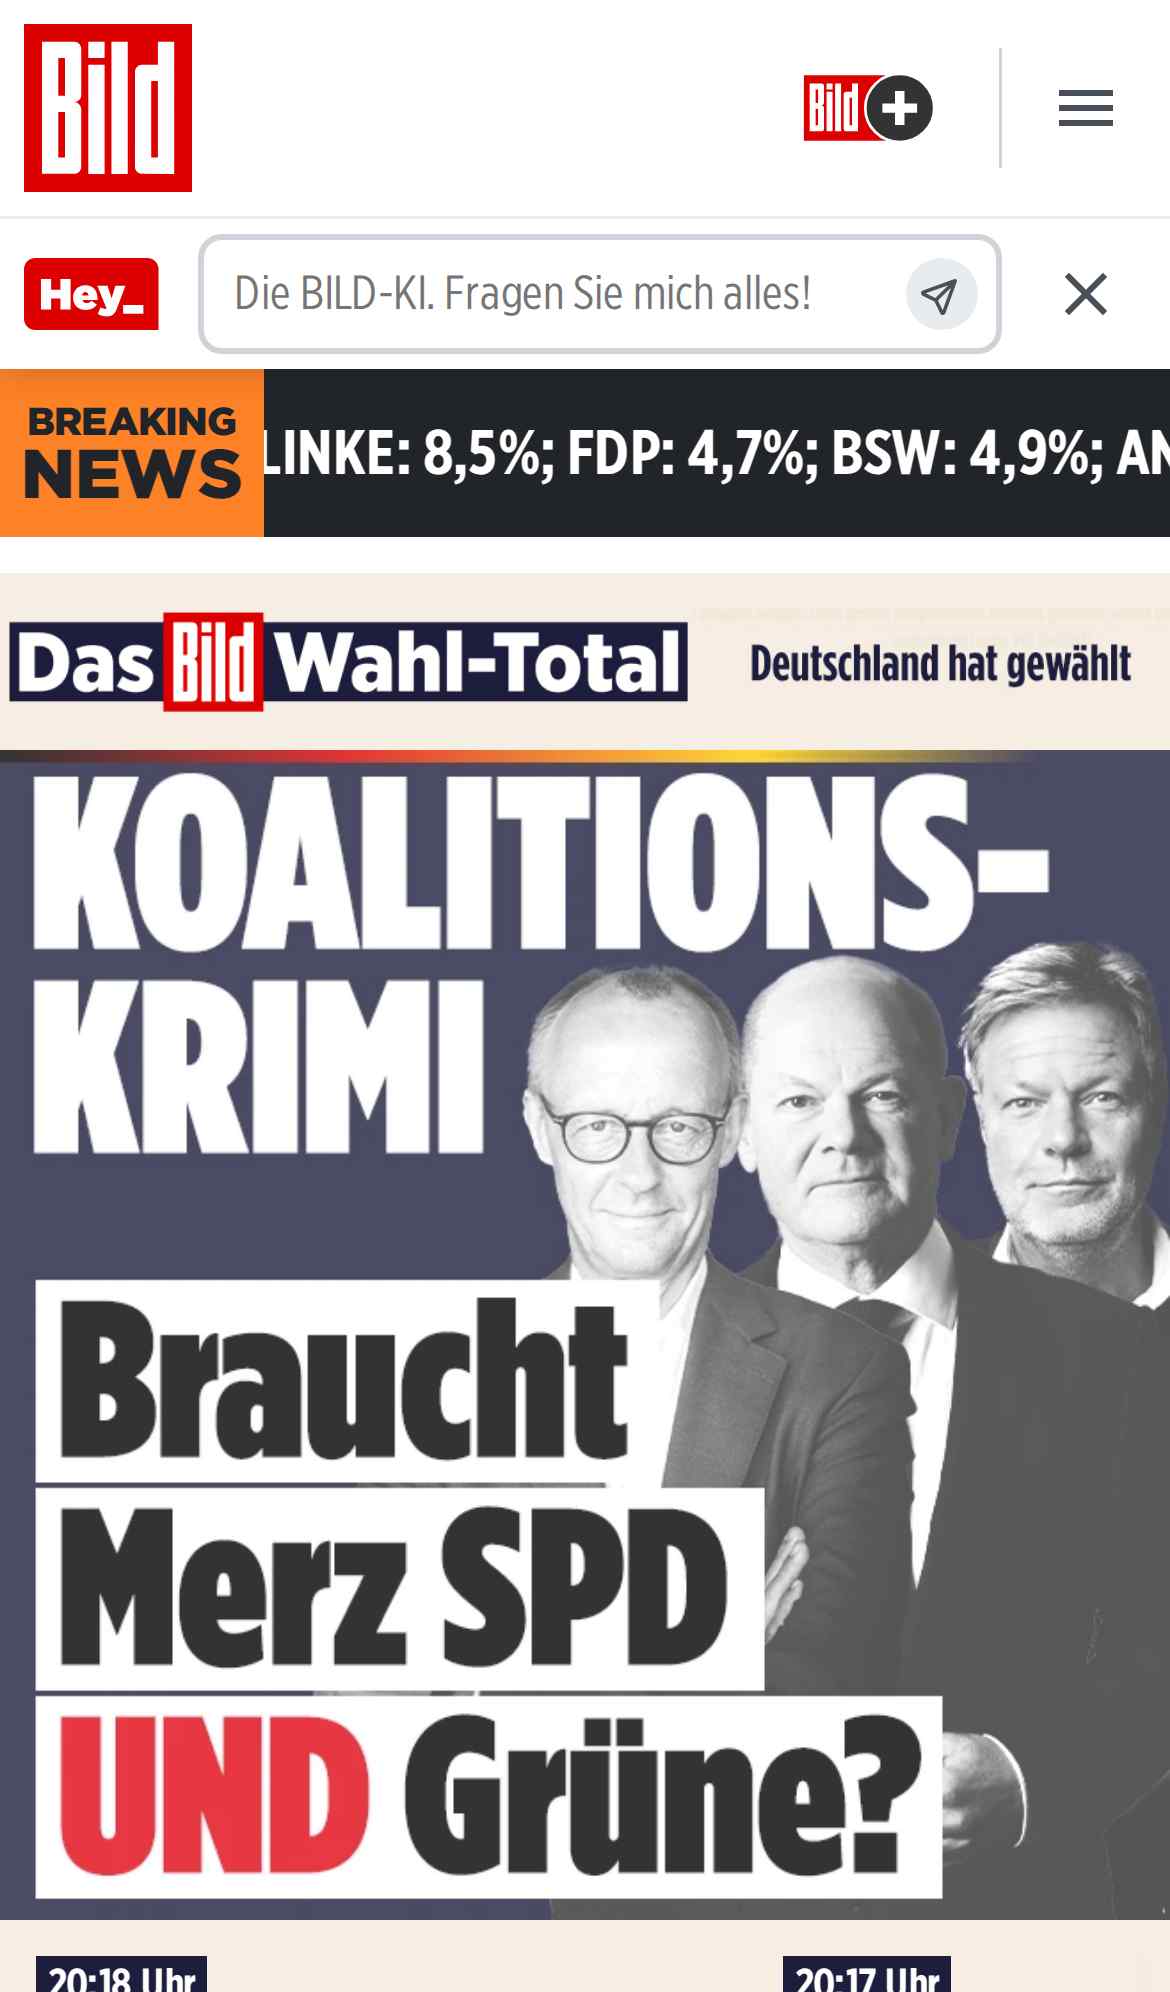 Bild
Bild
Hey_
Die BILD-KI. Fragen Sie mich alles!
BREAKING
NEWS
LINKE: 8,5%; FDP: 4,7%; BSW: 4,9%; AN
Das Bild Wahl-Total
Deutschland hat gewählt
KOALITIONS-
KRIMI
Braucht
Merz SPD
UND Grüne?
20:18 Uhr
20:17 Uhr